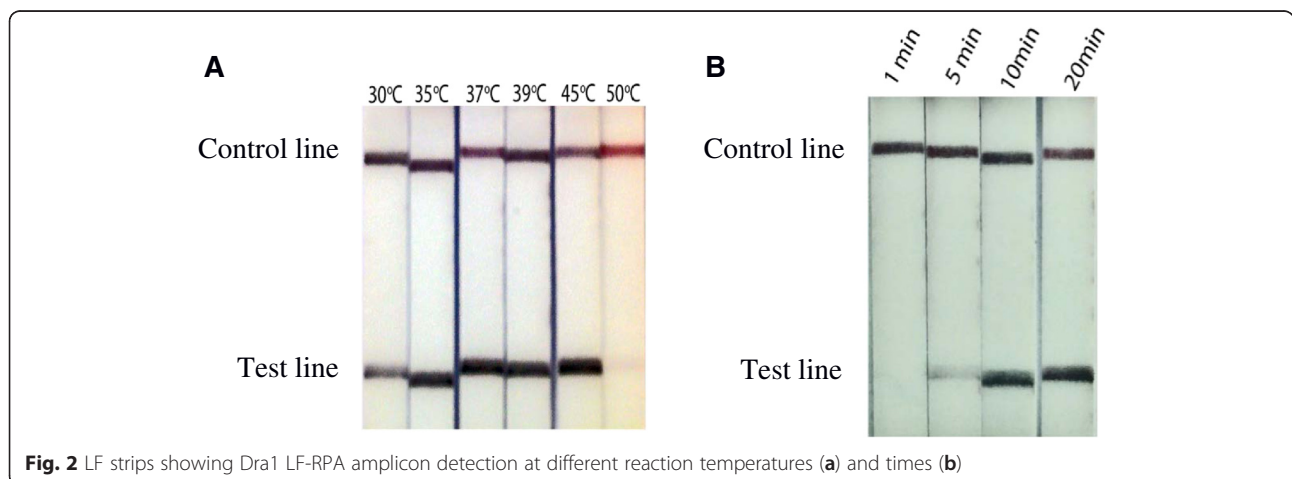 A
30ºC 35ºC 37ºC 39ºC 45ºC 50ºC
Control line
Test line
B
1 min 5 min 10min 20min
Control line
Test line
Fig. 2 LF strips showing Dra1 LF-RPA amplicon detection at different reaction temperatures (a) and times (b)